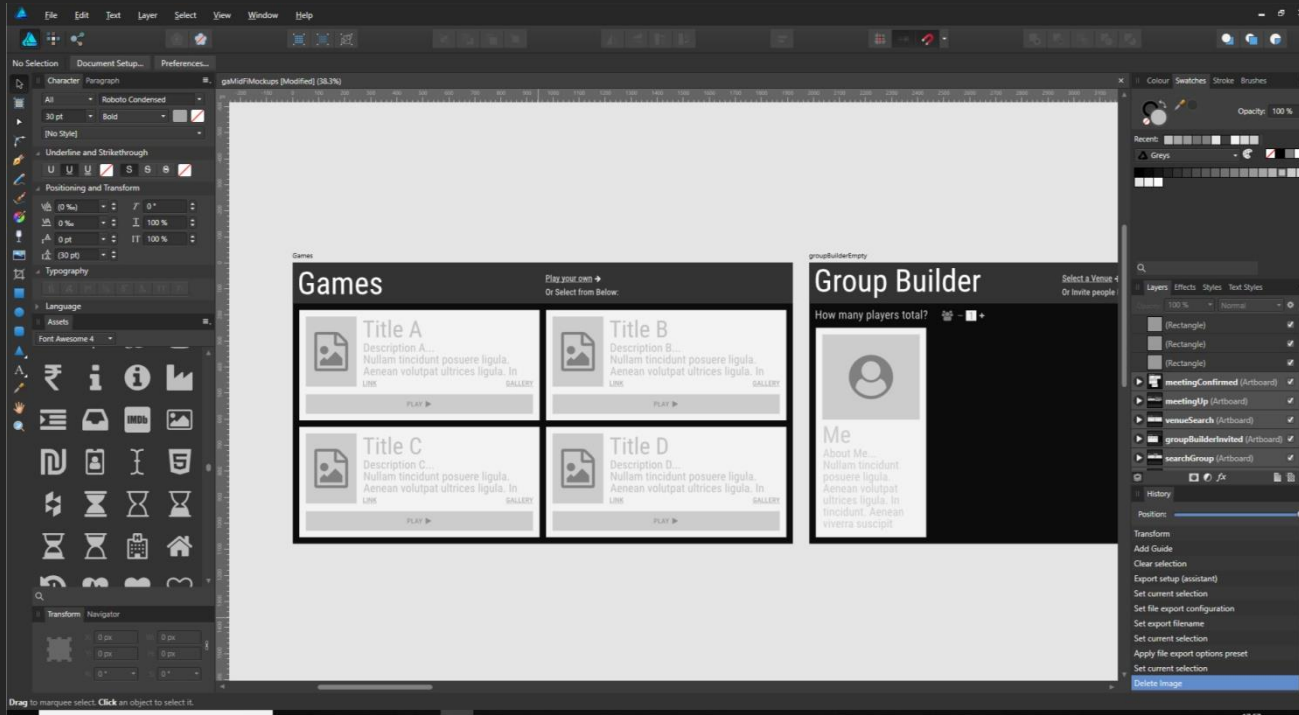 File Edit Text Layer Select View Window Help
No Selection Document Setup... Preferences...
Character Paragraph
All Roboto Condensed
30 pt Bold
[No Style]
Underline and Strikethrough
U U U S S S
Positioning and Transform
(0 ‰) 0°
0 ‰ 100 %
0 pt 100 %
(30 pt)
Typography
Language
Assets
Font Awesome 4
IMDb
Transform Navigator
0 px 0 px
0 px 0 px
0° 0°
Drag to marquee select. Click an object to select it.
gaMidFiMockups [Modified] (38.3%)
Games
Games
Play your own →
Or Select from Below:
Title A
Description A...
Nullam tincidunt posuere ligula.
Aenean volutpat ultrices ligula. In
LINK GALLERY
PLAY ▶
Title B
Description B...
Nullam tincidunt posuere ligula.
Aenean volutpat ultrices ligula. In
LINK GALLERY
PLAY ▶
Title C
Description C...
Nullam tincidunt posuere ligula.
Aenean volutpat ultrices ligula. In
LINK GALLERY
PLAY ▶
Title D
Description D...
Nullam tincidunt posuere ligula.
Aenean volutpat ultrices ligula. In
LINK GALLERY
PLAY ▶
groupBuilderEmpty
Group Builder
Select a Venue
Or Invite people
How many players total? − 1 +
Me
About Me...
Nullam tincidunt
posuere ligula.
Aenean volutpat
ultrices ligula. In
tincidunt. Aenean
viverra suscipit
Colour Swatches Stroke Brushes
Opacity: 100 %
Recent:
Greys
Layers Effects Styles Text Styles
100 % Normal
(Rectangle)
(Rectangle)
(Rectangle)
meetingConfirmed (Artboard)
meetingUp (Artboard)
venueSearch (Artboard)
groupBuilderInvited (Artboard)
searchGroup (Artboard)
fx
History
Position:
Transform
Add Guide
Clear selection
Export setup (assistant)
Set current selection
Set file export configuration
Set export filename
Set current selection
Apply file export options preset
Set current selection
Delete Image